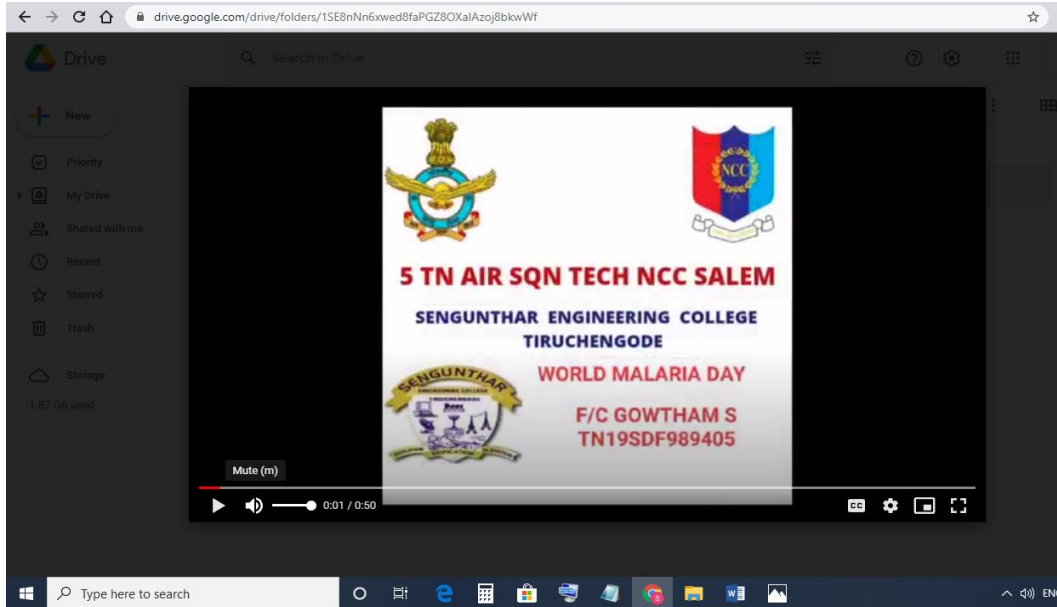 drive.google.com/drive/folders/1SE8nNn6xwed8faPGZ8OXalAzoj8bkwWf
Drive
Search in Drive
New
Priority
My Drive
Shared with me
Recent
Starred
Trash
Storage
1.87 GB used
NCC
5 TN AIR SQN TECH NCC SALEM
SENGUNTHAR ENGINEERING COLLEGE
TIRUCHENGODE
SENGUNTHAR
WORLD MALARIA DAY
F/C GOWTHAM S
TN19SDF989405
Mute (m)
0:01 / 0:50
CC
Type here to search